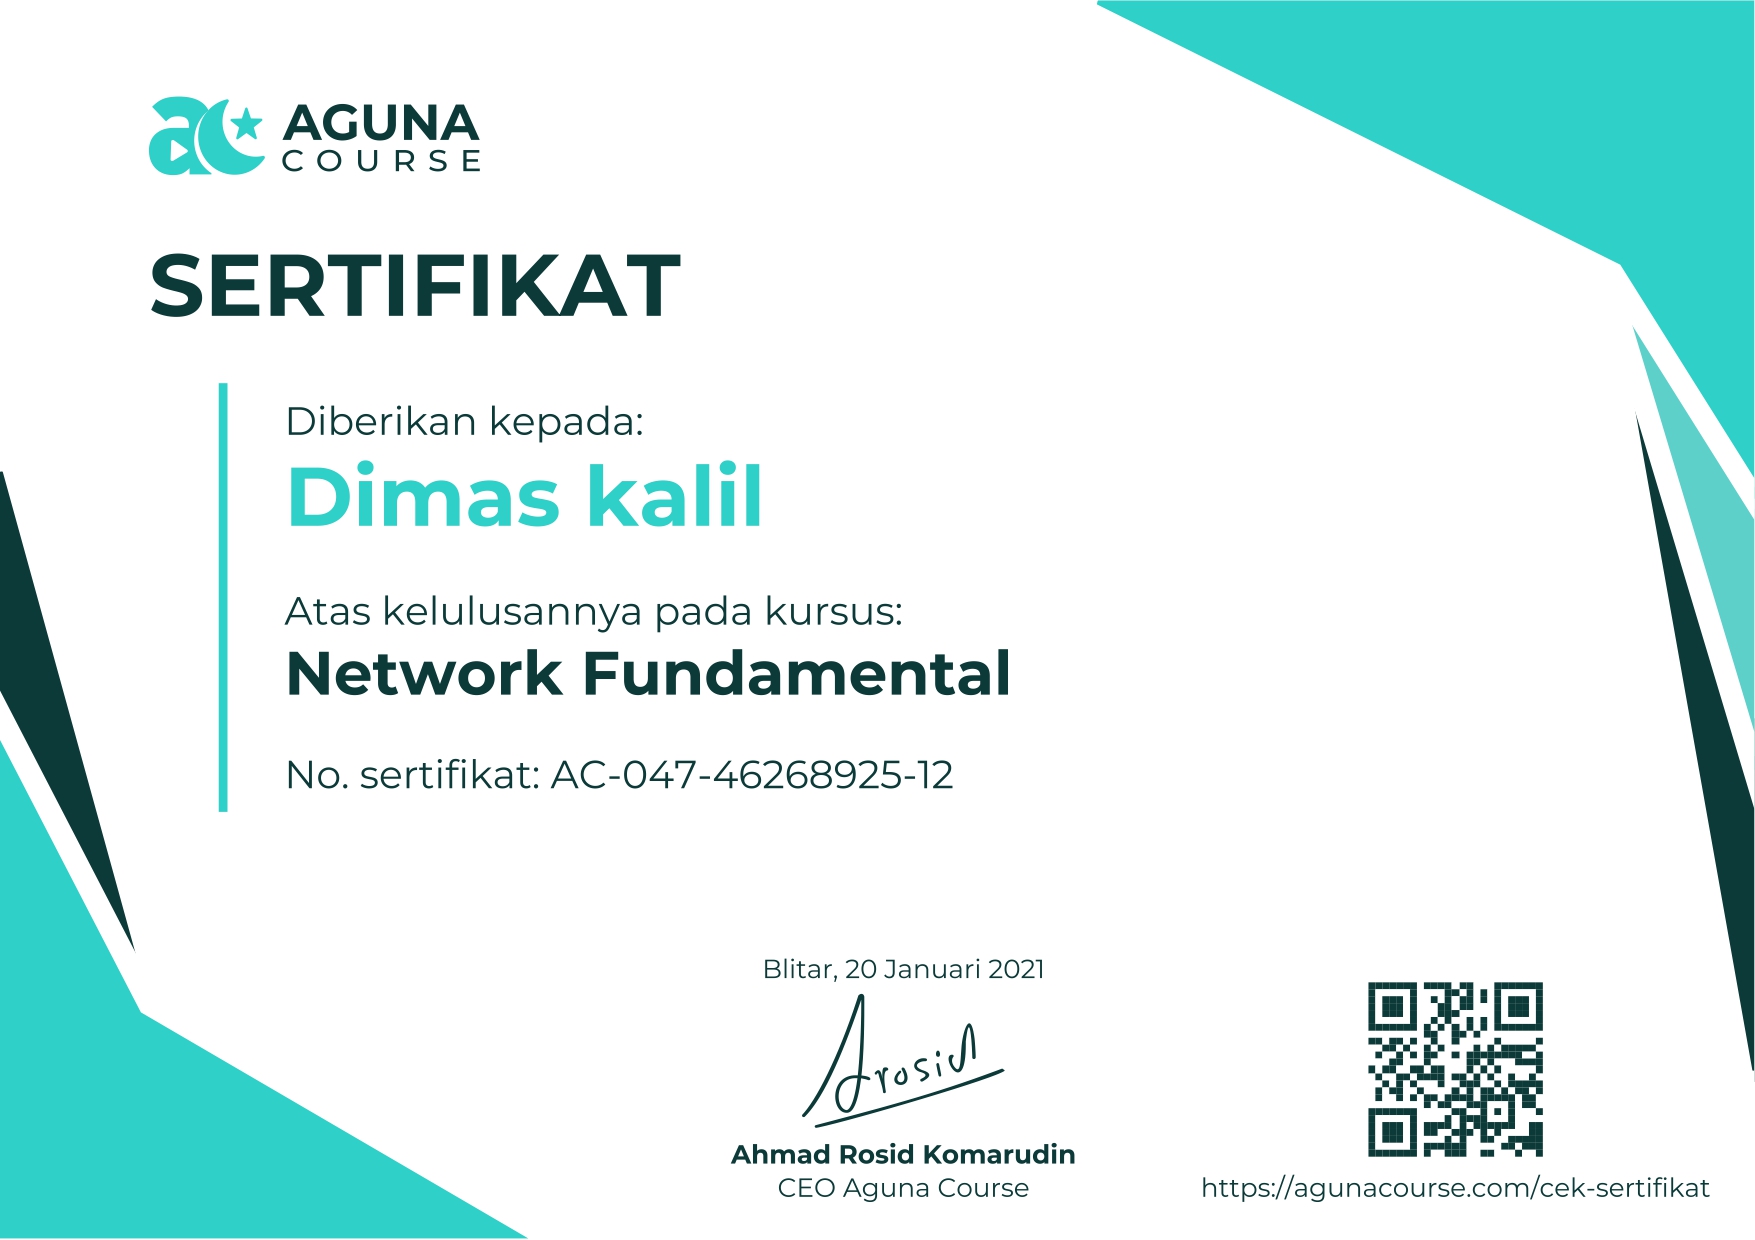 AGUNA
COURSE
SERTIFIKAT
Diberikan kepada:
Dimas kalil
Atas kelulusannya pada kursus:
Network Fundamental
No. sertifikat: AC-047-46268925-12
Blitar, 20 Januari 2021
Arosid
Ahmad Rosid Komarudin
CEO Aguna Course
https://agunacourse.com/cek-sertifikat